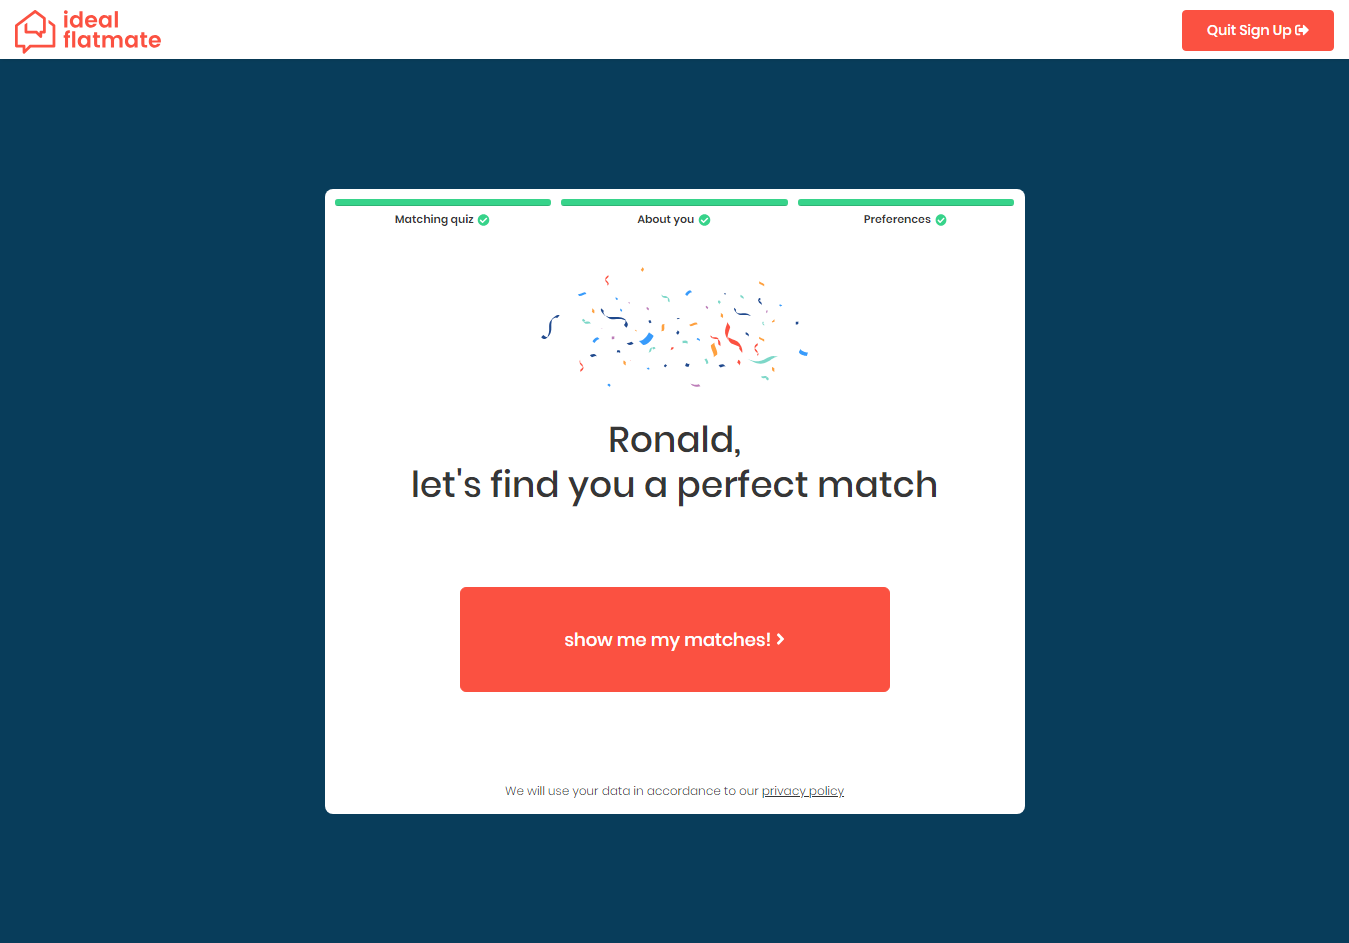 ideal
flatmate
Quit Sign Up
Matching quiz
About you
Preferences
Ronald,
let's find you a perfect match
show me my matches!
We will use your data in accordance to our privacy policy